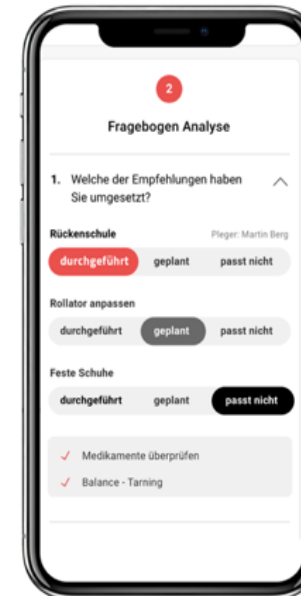 2
Fragebogen Analyse
1. Welche der Empfehlungen haben
Sie umgesetzt?
Rückenschule Pleger: Martin Berg
durchgeführt geplant passt nicht
Rollator anpassen
durchgeführt geplant passt nicht
Feste Schuhe
durchgeführt geplant passt nicht
Medikamente überprüfen
Balance - Tarning